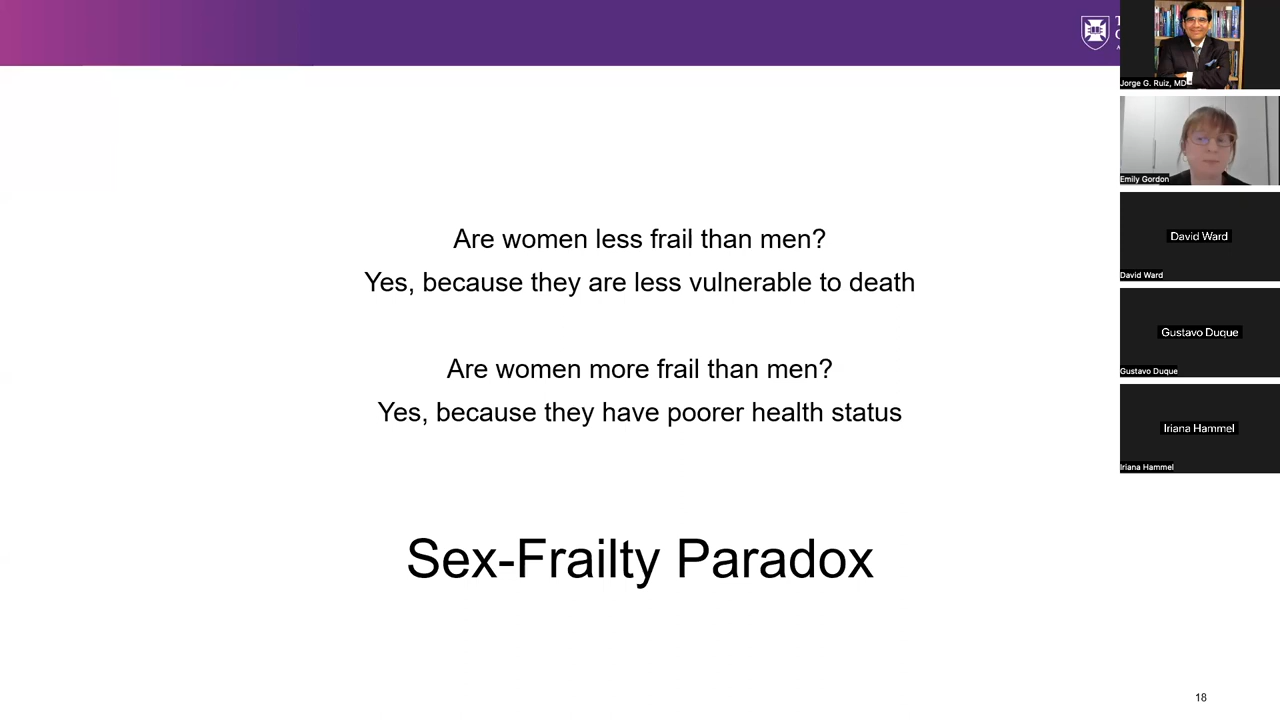 Are women less frail than men?
Yes, because they are less vulnerable to death
Are women more frail than men?
Yes, because they have poorer health status
Sex-Frailty Paradox
18
Jorge G. Ruiz, MD
Emily Gordon
David Ward
David Ward
Gustavo Duque
Gustavo Duque
Iriana Hammel
Iriana Hammel